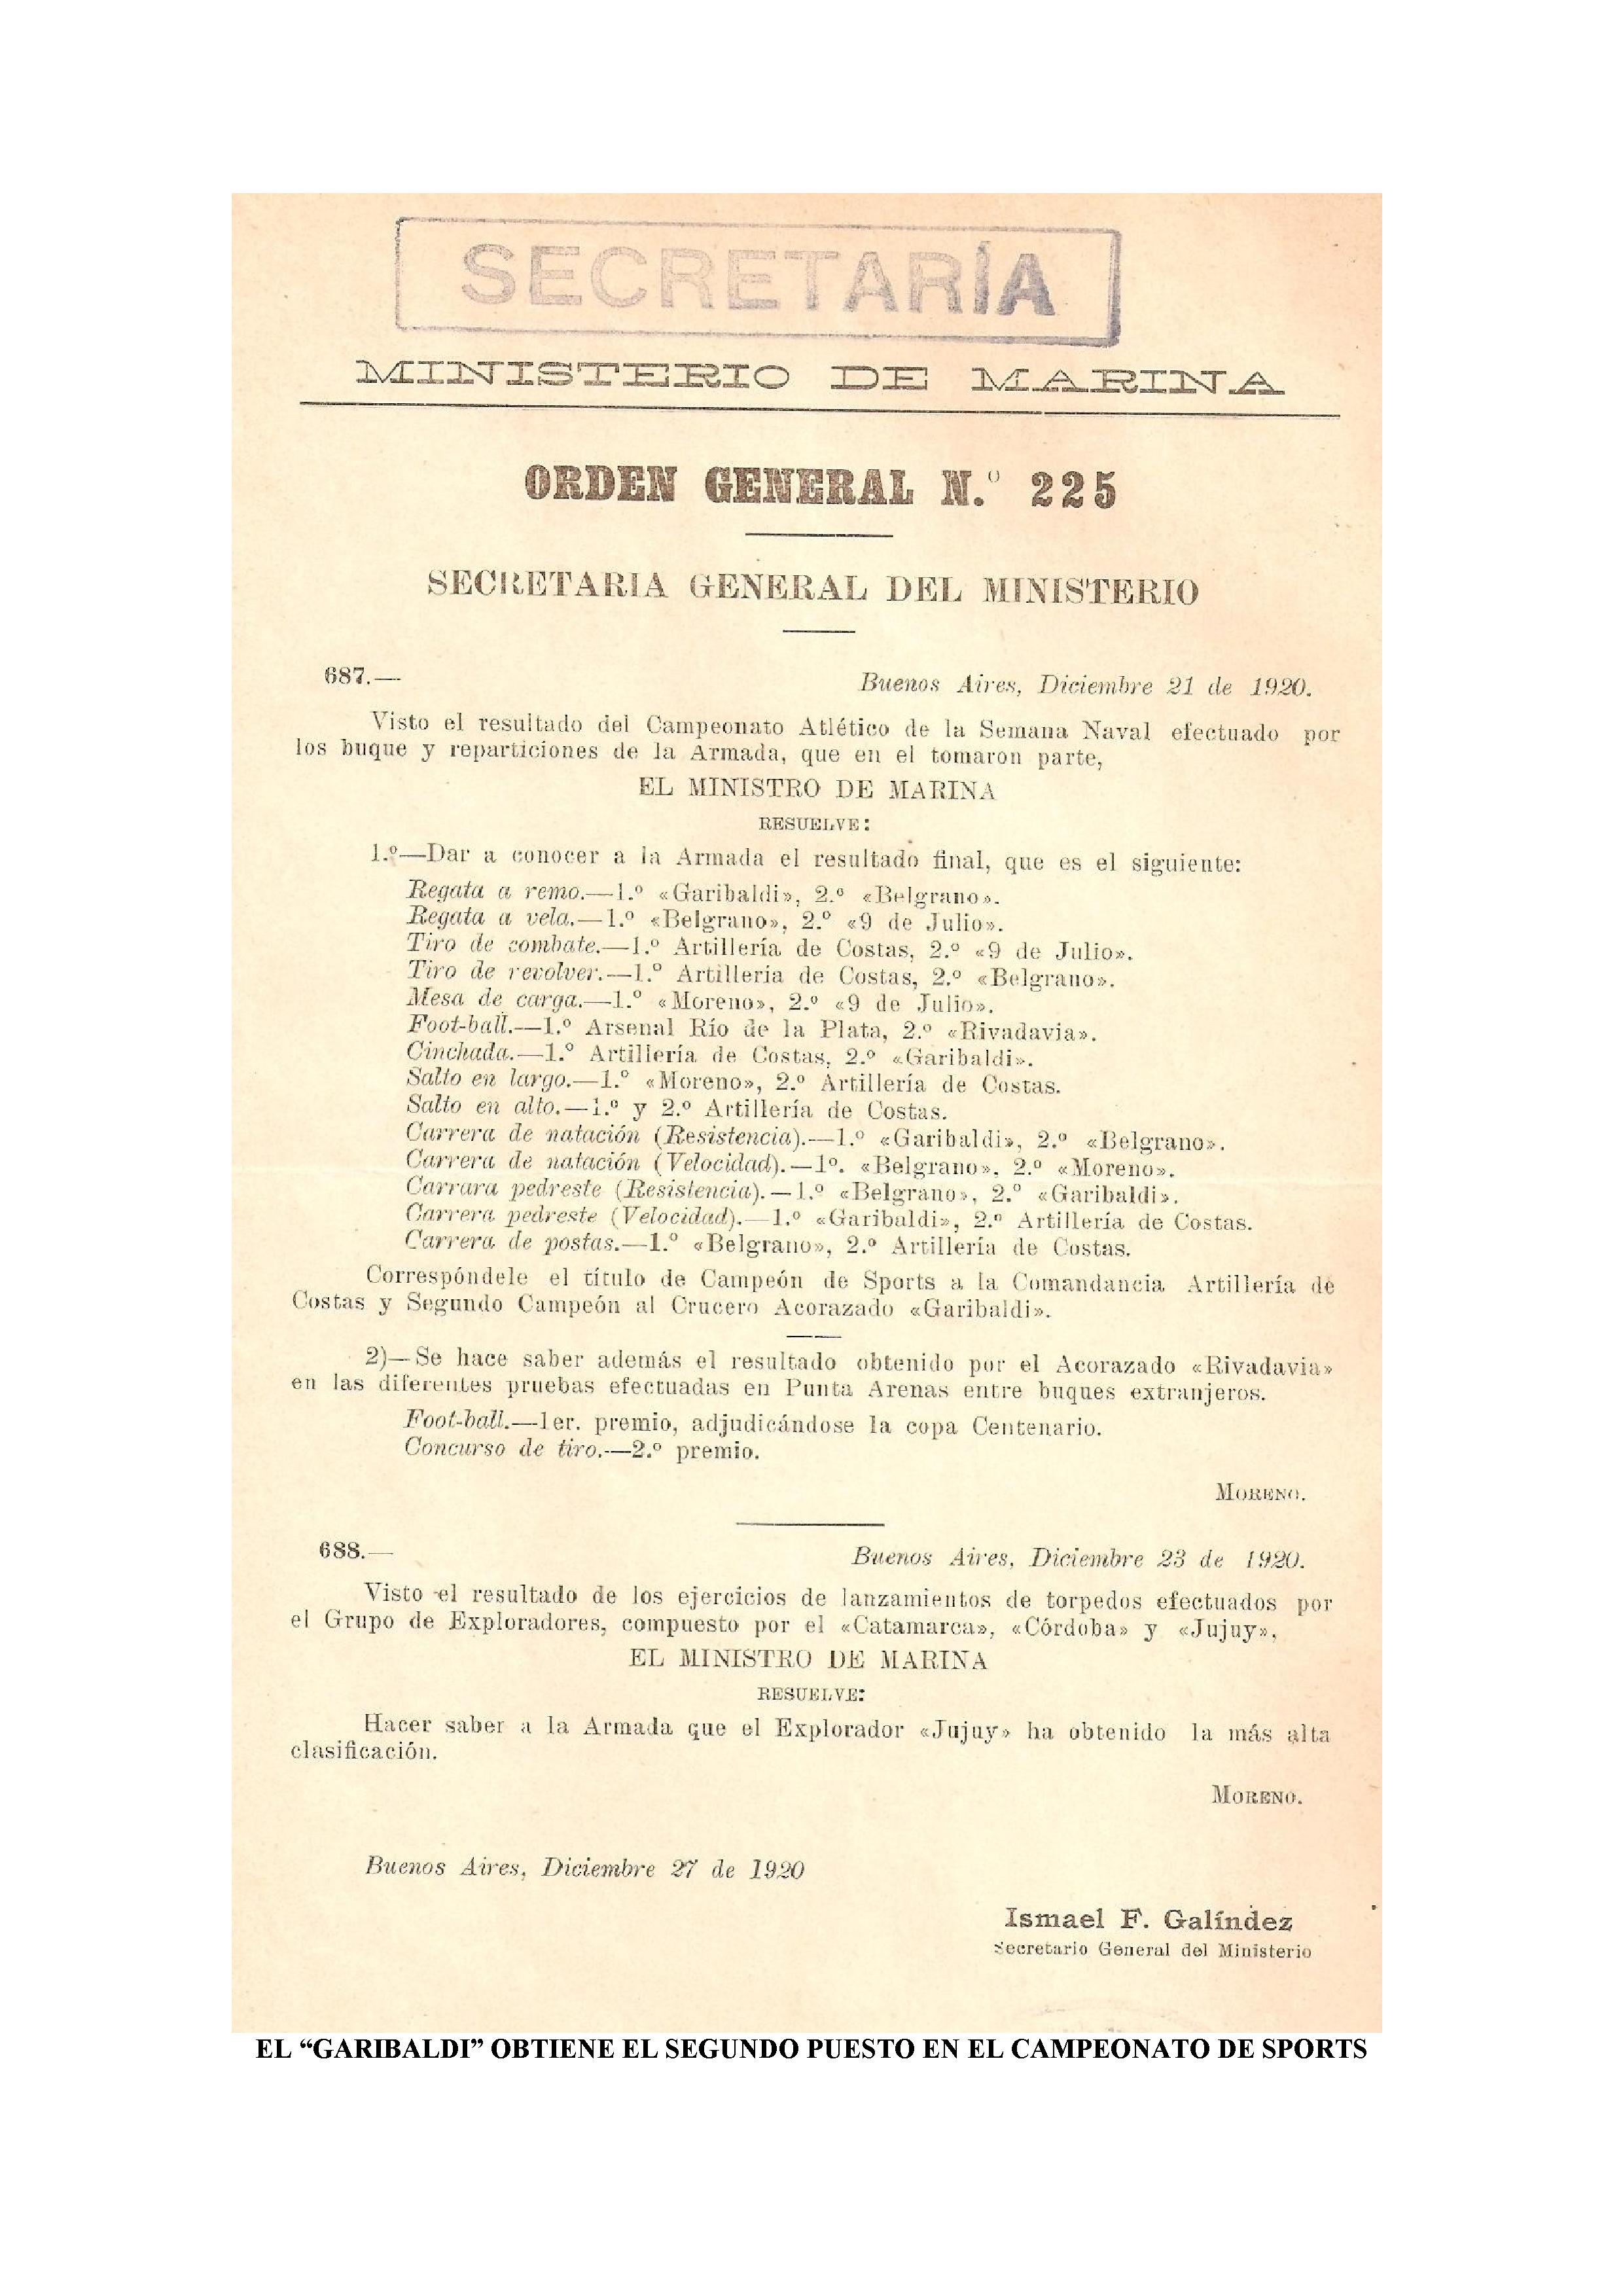 SECRETARÍA
MINISTERIO DE MARINA
ORDEN GENERAL N.º 225
SECRETARIA GENERAL DEL MINISTERIO
687.— Buenos Aires, Diciembre 21 de 1920.
Visto el resultado del Campeonato Atlético de la Semana Naval efectuado por
los buque y reparticiones de la Armada, que en el tomaron parte,
EL MINISTRO DE MARINA
RESUELVE:
1.º—Dar a conocer a la Armada el resultado final, que es el siguiente:
Regata a remo.—1.º «Garibaldi», 2.º «Belgrano».
Regata a vela.—1.º «Belgrano», 2.º «9 de Julio».
Tiro de combate.—1.º Artillería de Costas, 2.º «9 de Julio».
Tiro de revolver.—1.º Artilleria de Costas, 2.º «Belgrano».
Mesa de carga.—1.º «Moreno», 2.º «9 de Julio».
Foot-ball.—1.º Arsenal Río de la Plata, 2.º «Rivadavia».
Cinchada.—1.º Artillería de Costas, 2.º «Garibaldi».
Salto en largo.—1.º «Moreno», 2.º Artillería de Costas.
Salto en alto.—1.º y 2.º Artillería de Costas.
Carrera de natación (Resistencia).—1.º «Garibaldi», 2.º «Belgrano».
Carrera de natación (Velocidad).—1º. «Belgrano», 2.º «Moreno».
Carrara pedreste (Resistencia).—1.º «Belgrano», 2.º «Garibaldi».
Carrera pedreste (Velocidad).—1.º «Garibaldi», 2.º Artillería de Costas.
Carrera de postas.—1.º «Belgrano», 2.º Artillería de Costas.
Correspóndele el título de Campeón de Sports a la Comandancia Artillería de
Costas y Segundo Campeón al Crucero Acorazado «Garibaldi».
2)—Se hace saber además el resultado obtenido por el Acorazado «Rivadavia»
en las diferentes pruebas efectuadas en Punta Arenas entre buques extranjeros.
Foot-ball.—1er. premio, adjudicándose la copa Centenario.
Concurso de tiro.—2.º premio.
MORENO.
688.— Buenos Aires, Diciembre 23 de 1920.
Visto el resultado de los ejercicios de lanzamientos de torpedos efectuados por
el Grupo de Exploradores, compuesto por el «Catamarca», «Córdoba» y «Jujuy»,
EL MINISTRO DE MARINA
RESUELVE:
Hacer saber a la Armada que el Explorador «Jujuy» ha obtenido la más alta
clasificación.
MORENO.
Buenos Aires, Diciembre 27 de 1920
Ismael F. Galíndez
Secretario General del Ministerio
EL “GARIBALDI” OBTIENE EL SEGUNDO PUESTO EN EL CAMPEONATO DE SPORTS